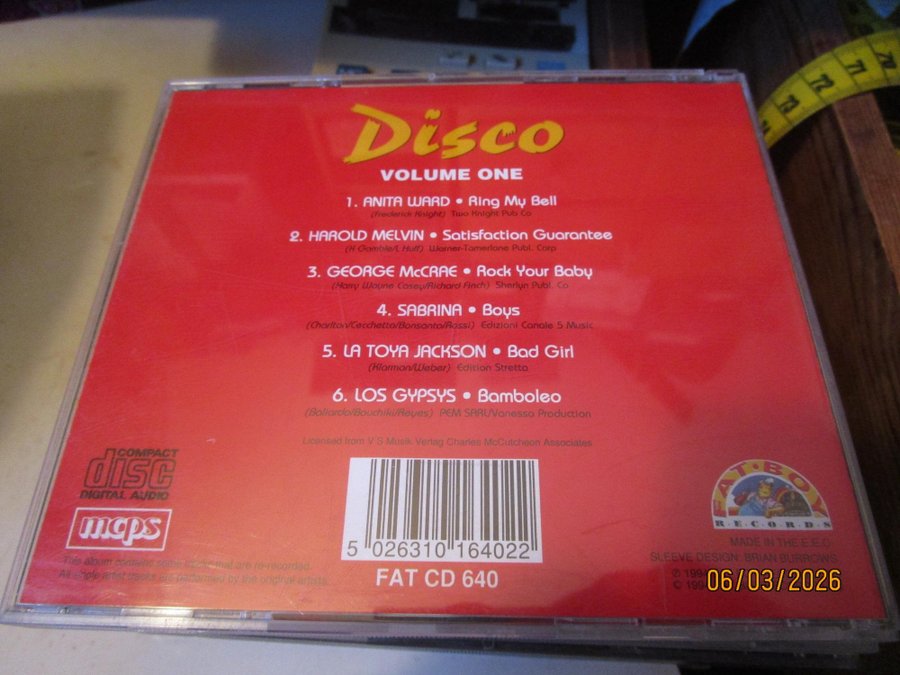 Disco
VOLUME ONE
1. ANITA WARD • Ring My Bell
(Frederick Knight) Two Knight Pub Co
2. HAROLD MELVIN • Satisfaction Guarantee
(K Gamble/L Huff) Warner-Tamerlane Publ. Corp
3. GEORGE McCRAE • Rock Your Baby
(Harry Wayne Casey/Richard Finch) Sherlyn Publ. Co
4. SABRINA • Boys
(Charlton/Cecchetto/Bonsanto/Rossi) Edizioni Canale 5 Music
5. LA TOYA JACKSON • Bad Girl
(Klarman/Weber) Edition Stretta
6. LOS GYPSYS • Bamboleo
(Baliardo/Bouchiki/Reyes) PEM SARL/Vanessa Production
Licensed from V S Musik Verlag Charles McCutcheon Associates
COMPACT
disc
DIGITAL AUDIO
mcps
This album contains some tracks that are re-recorded.
All single artist tracks are performed by the original artists.
5 026310 164022
FAT CD 640
FAT BOY
RECORDS
MADE IN THE E.E.C.
SLEEVE DESIGN: BRIAN BURROWS
℗ 199
© 199
06/03/2026